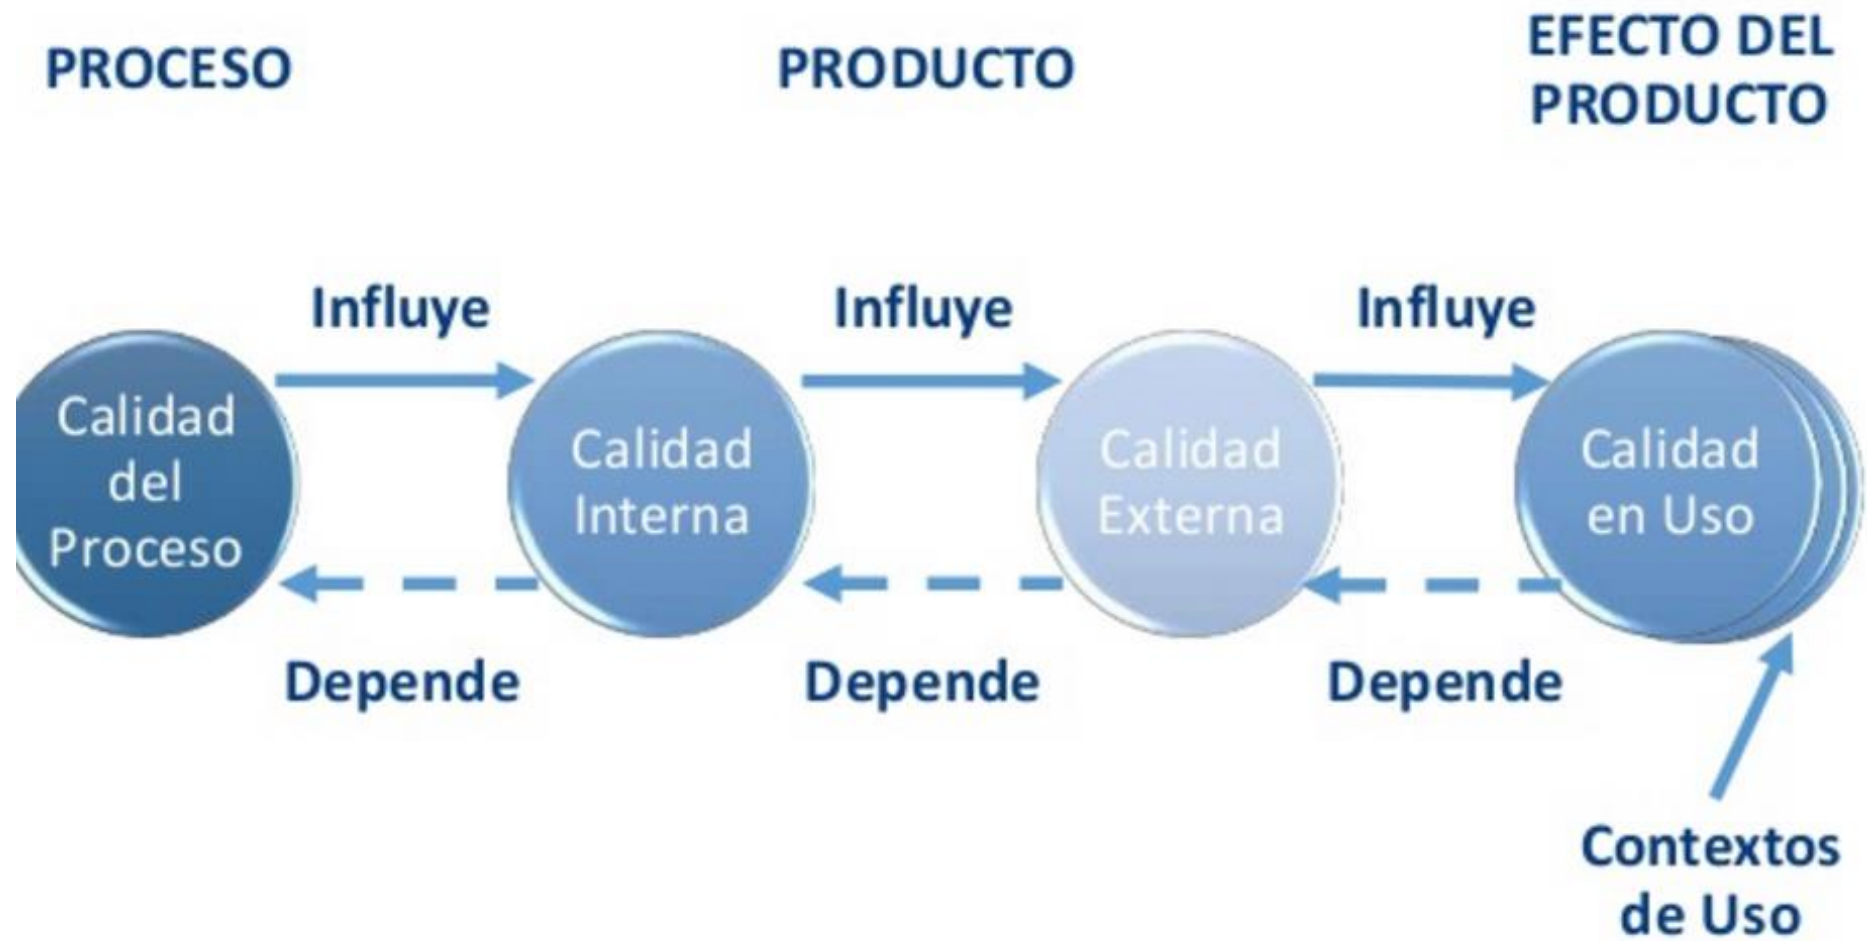 PROCESO
PRODUCTO
EFECTO DEL
PRODUCTO
Influye
Influye
Influye
Calidad
del
Proceso
Calidad
Interna
Calidad
Externa
Calidad
en Uso
Depende
Depende
Depende
Contextos
de Uso